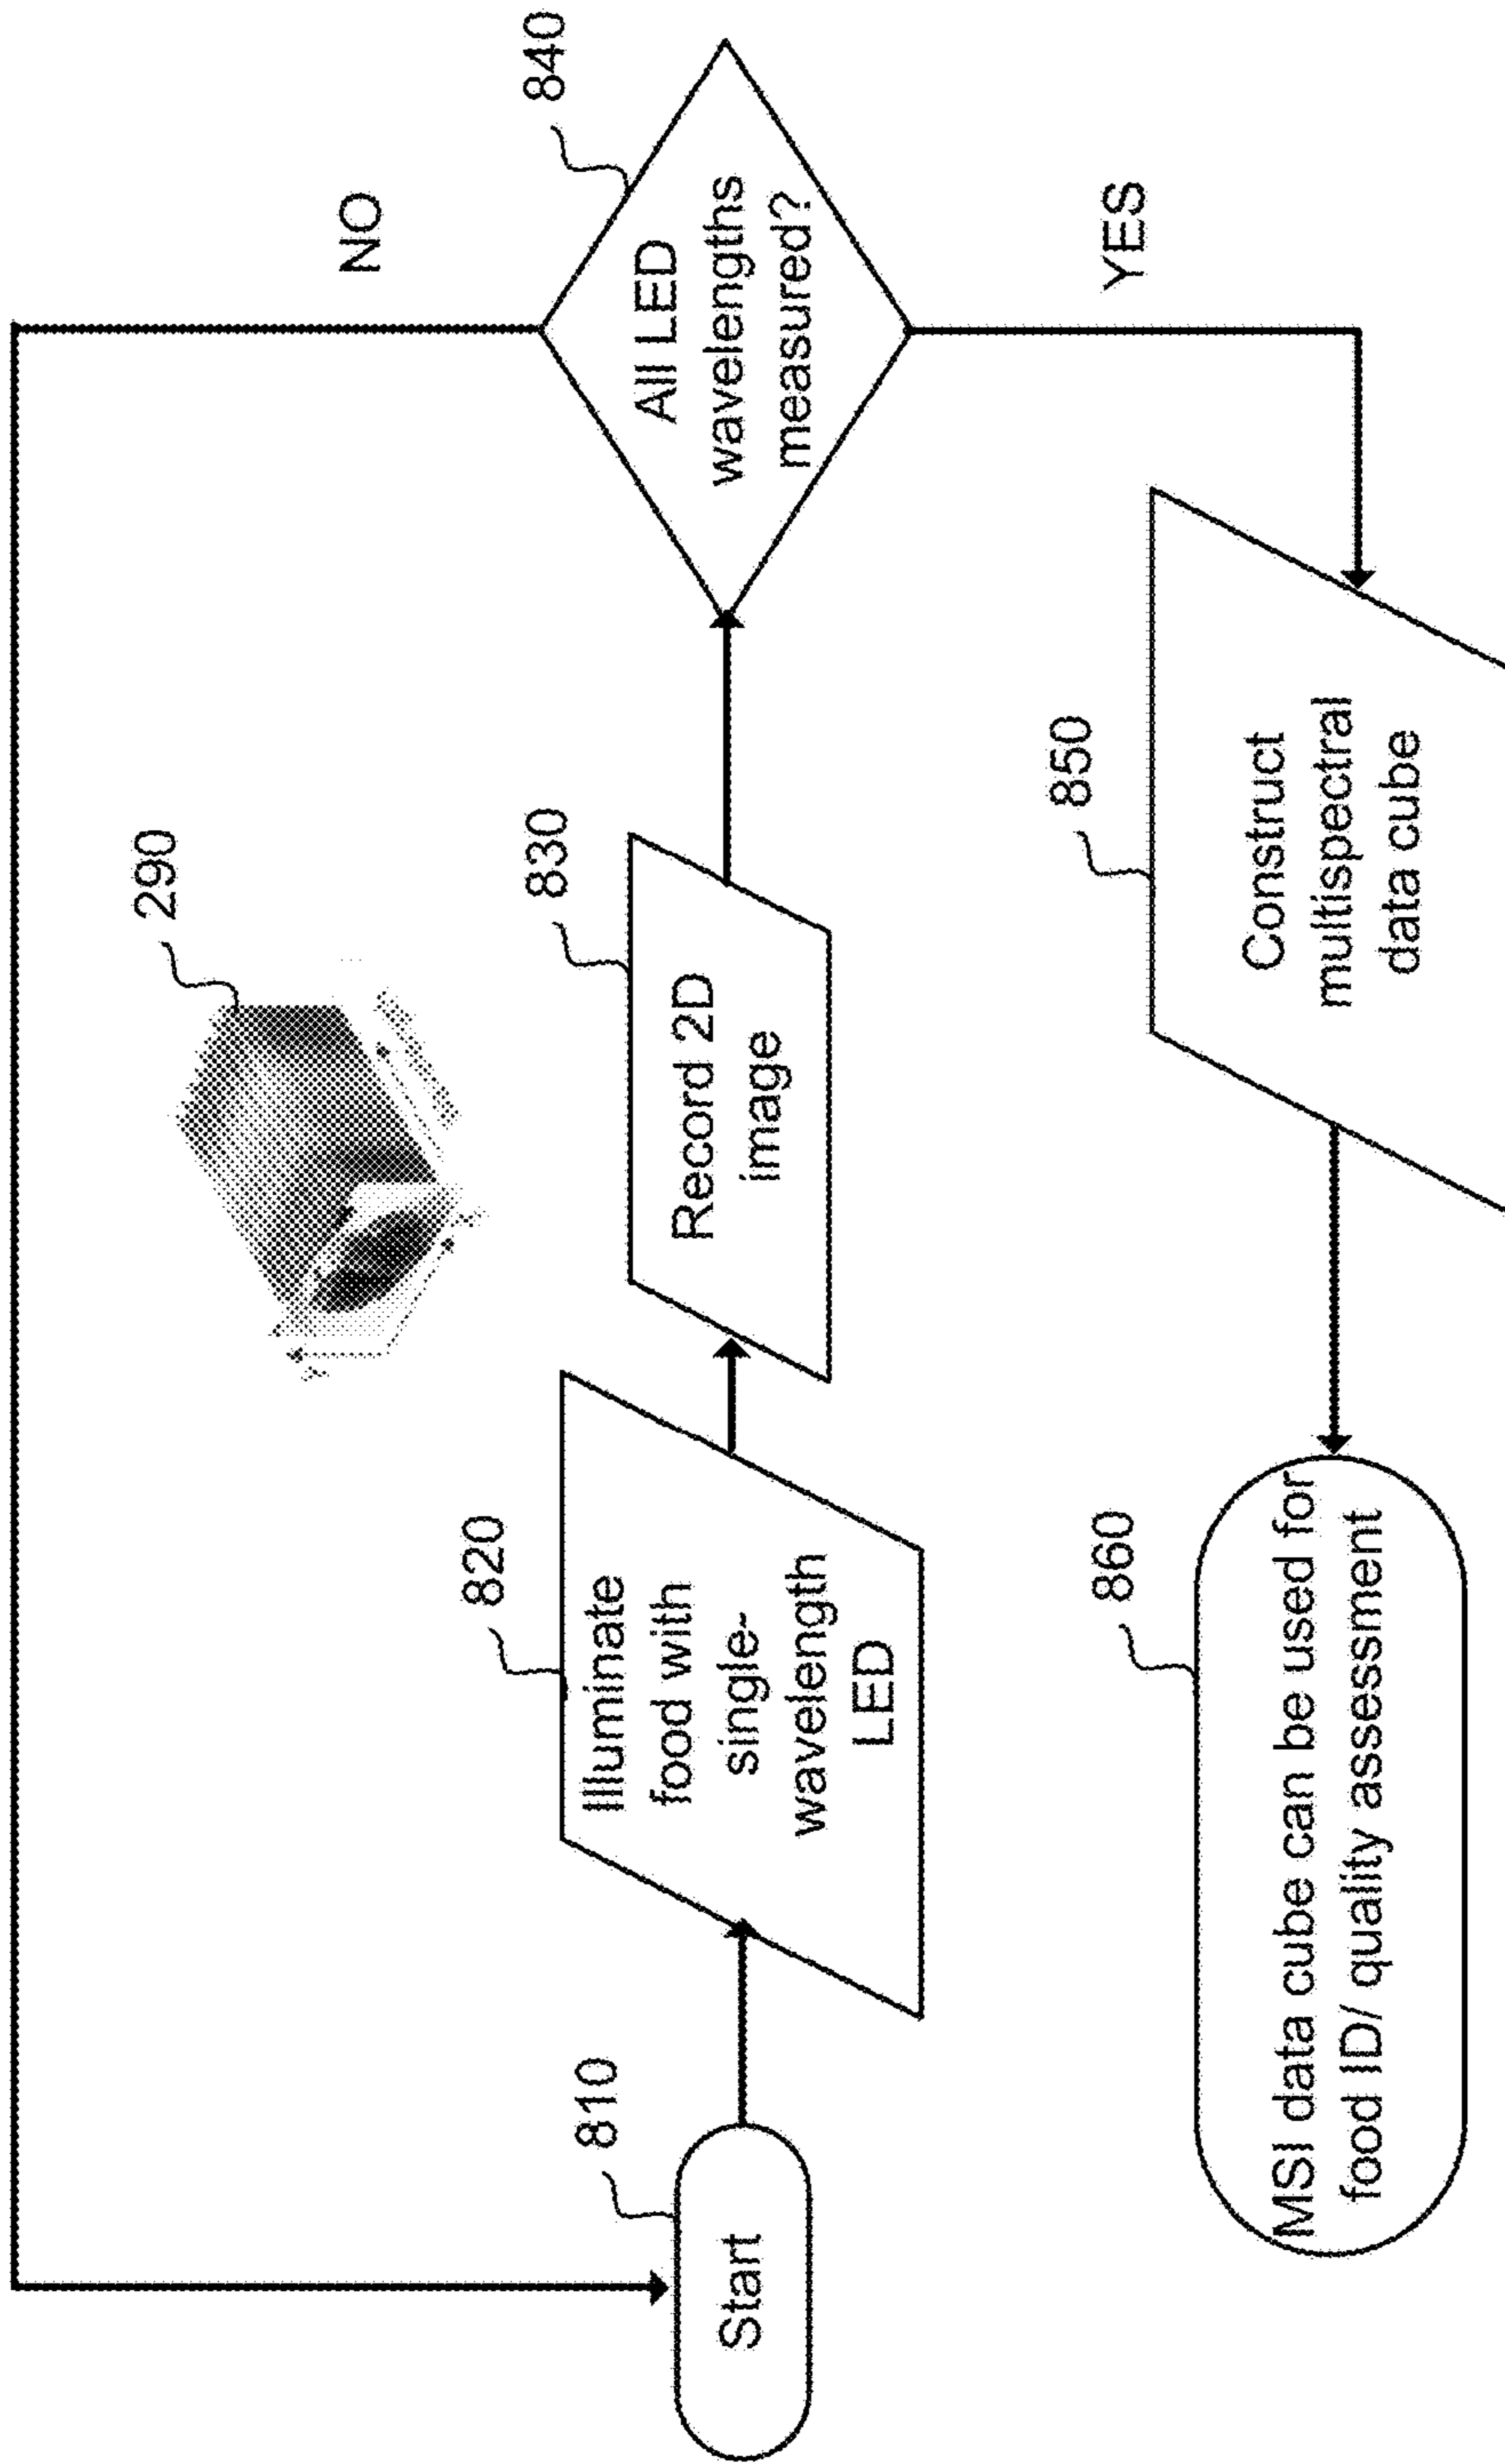 290
810
Start
820
Illuminate
food with
single-
wavelength
LED
830
Record 2D
image
840
All LED
wavelengths
measured?
NO
YES
850
Construct
multispectral
data cube
860
MSI data cube can be used for
food ID/ quality assessment